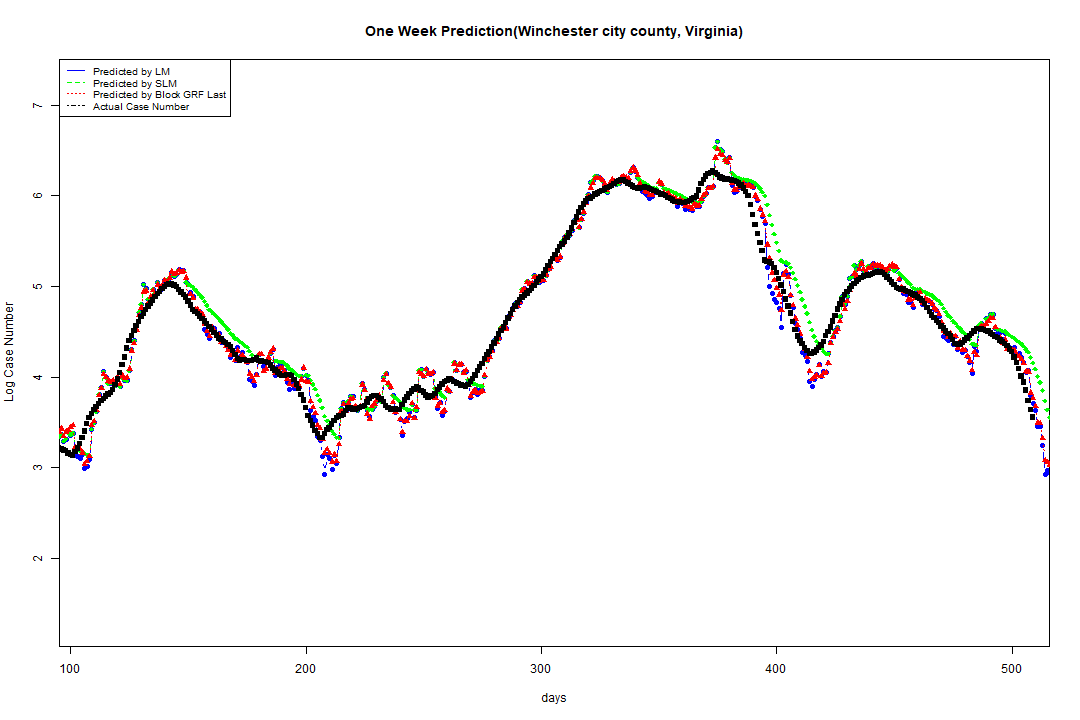 One Week Prediction(Winchester city county, Virginia)
Predicted by LM
Predicted by SLM
Predicted by Block GRF Last
Actual Case Number
7
6
5
4
3
2
Log Case Number
100 200 300 400 500
days